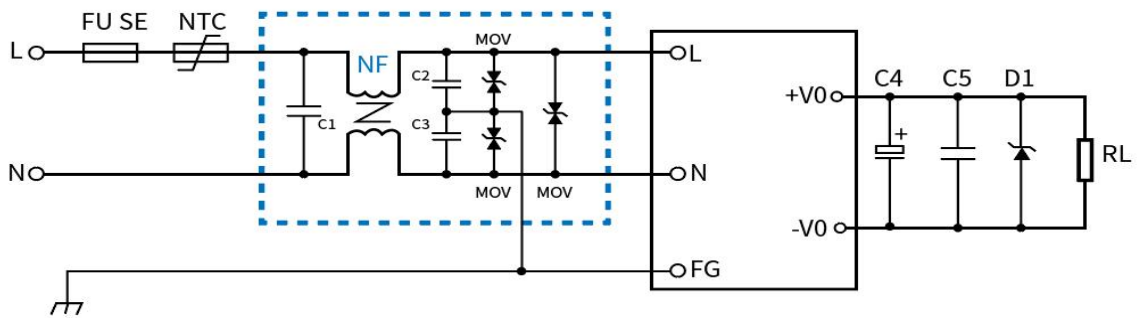 FU SE NTC
MOV
L
NF
L
C2
C4 C5 D1
+V0
C1
C3
+
RL
N
N
MOV MOV
-V0
FG